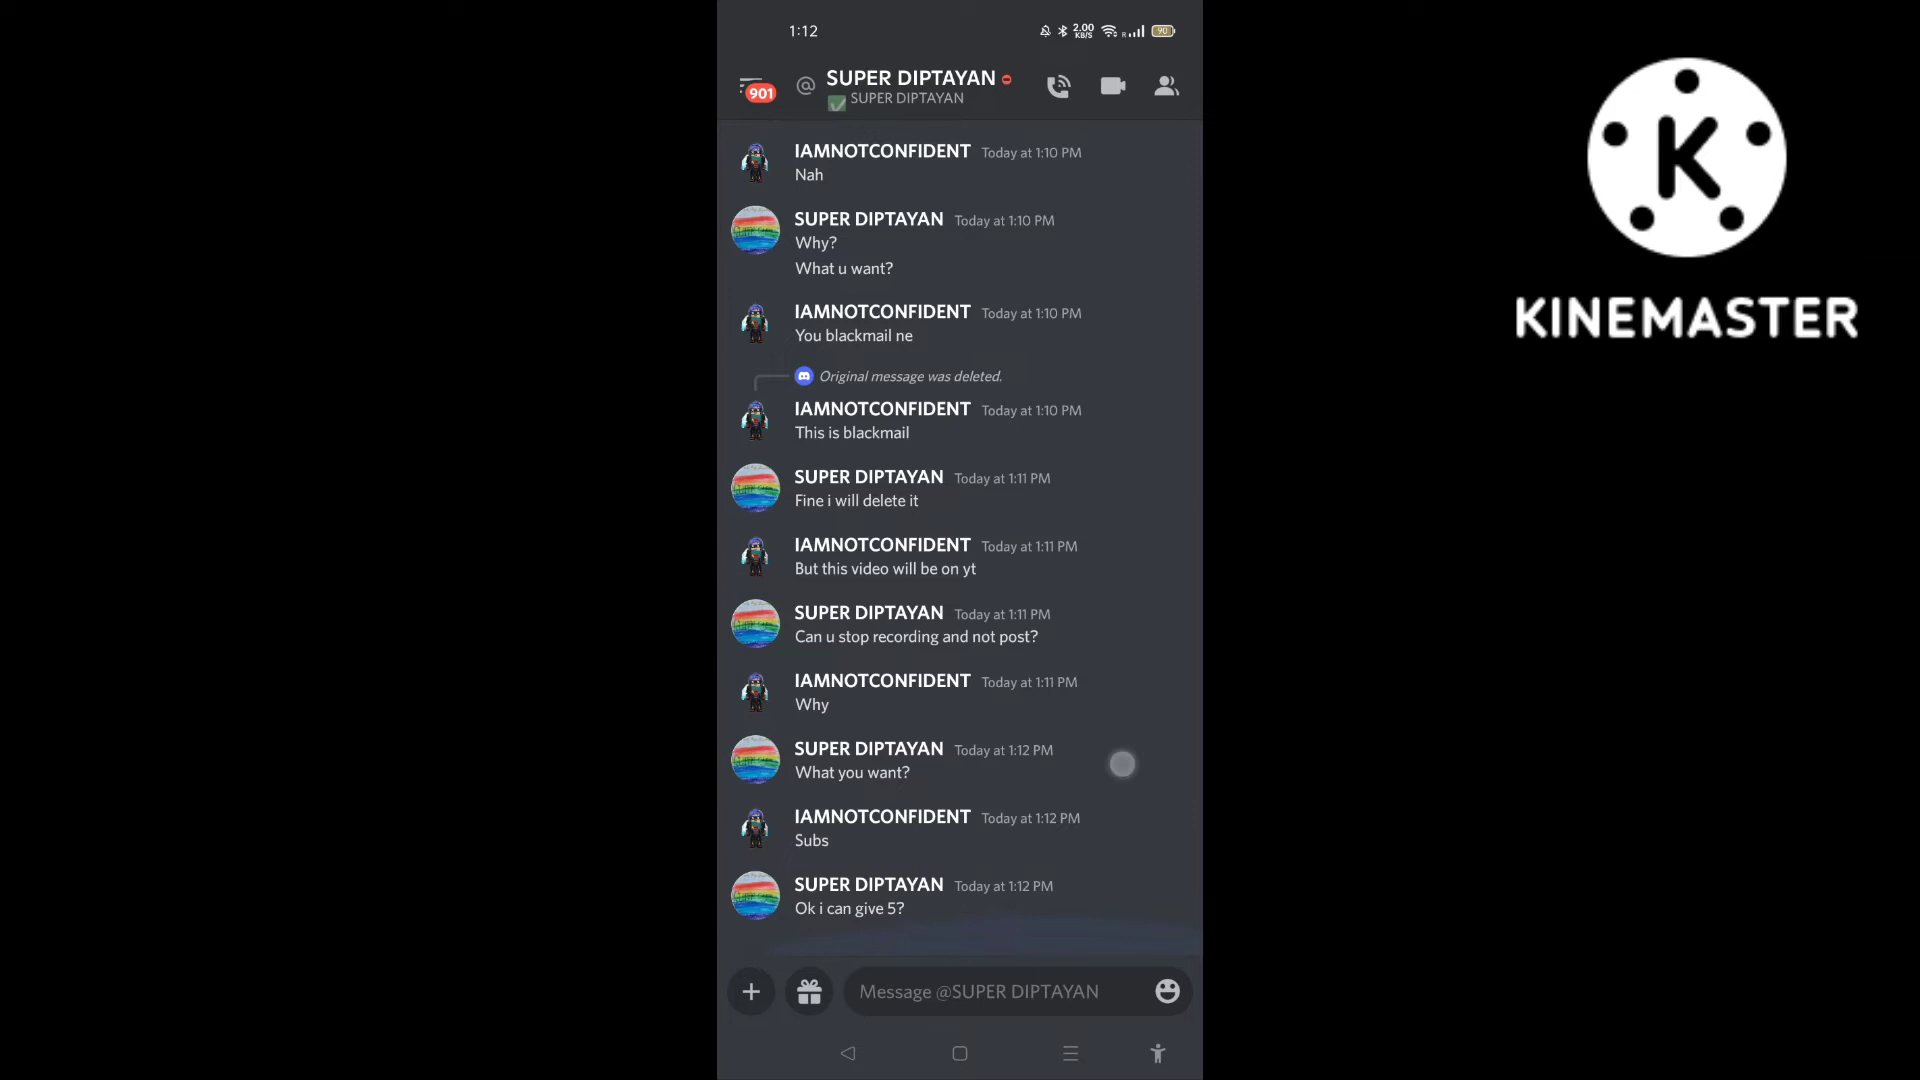 1:12
2.00
KB/S
R
90
901
@ SUPER DIPTAYAN
SUPER DIPTAYAN
IAMNOTCONFIDENT Today at 1:10 PM
Nah
SUPER DIPTAYAN Today at 1:10 PM
Why?
What u want?
IAMNOTCONFIDENT Today at 1:10 PM
You blackmail ne
Original message was deleted.
IAMNOTCONFIDENT Today at 1:10 PM
This is blackmail
SUPER DIPTAYAN Today at 1:11 PM
Fine i will delete it
IAMNOTCONFIDENT Today at 1:11 PM
But this video will be on yt
SUPER DIPTAYAN Today at 1:11 PM
Can u stop recording and not post?
IAMNOTCONFIDENT Today at 1:11 PM
Why
SUPER DIPTAYAN Today at 1:12 PM
What you want?
IAMNOTCONFIDENT Today at 1:12 PM
Subs
SUPER DIPTAYAN Today at 1:12 PM
Ok i can give 5?
Message @SUPER DIPTAYAN
K
KINEMASTER